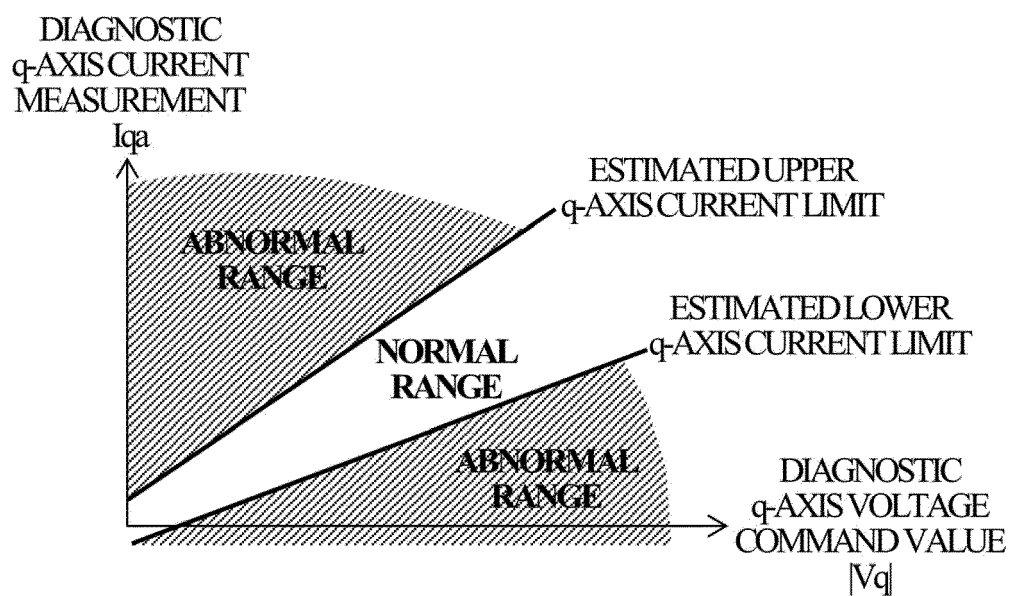 DIAGNOSTIC
q-AXIS CURRENT
MEASUREMENT
Iqa
ESTIMATED UPPER
q-AXIS CURRENT LIMIT
ABNORMAL
RANGE
ESTIMATED LOWER
q-AXIS CURRENT LIMIT
NORMAL
RANGE
ABNORMAL
RANGE
DIAGNOSTIC
q-AXIS VOLTAGE
COMMAND VALUE
|Vq|